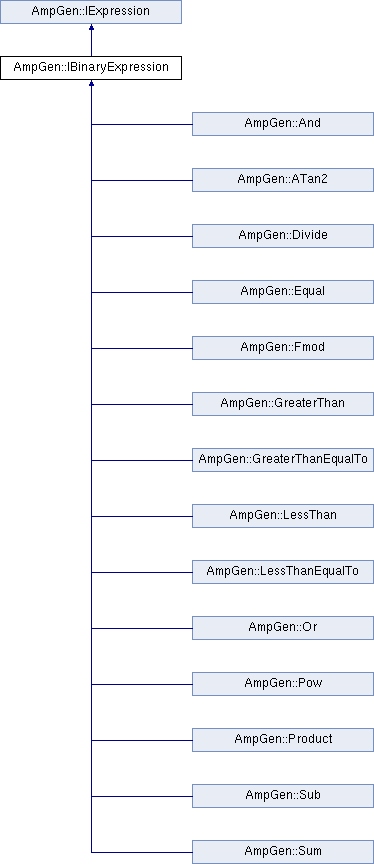 AmpGen::IExpression
AmpGen::IBinaryExpression
AmpGen::And
AmpGen::ATan2
AmpGen::Divide
AmpGen::Equal
AmpGen::Fmod
AmpGen::GreaterThan
AmpGen::GreaterThanEqualTo
AmpGen::LessThan
AmpGen::LessThanEqualTo
AmpGen::Or
AmpGen::Pow
AmpGen::Product
AmpGen::Sub
AmpGen::Sum